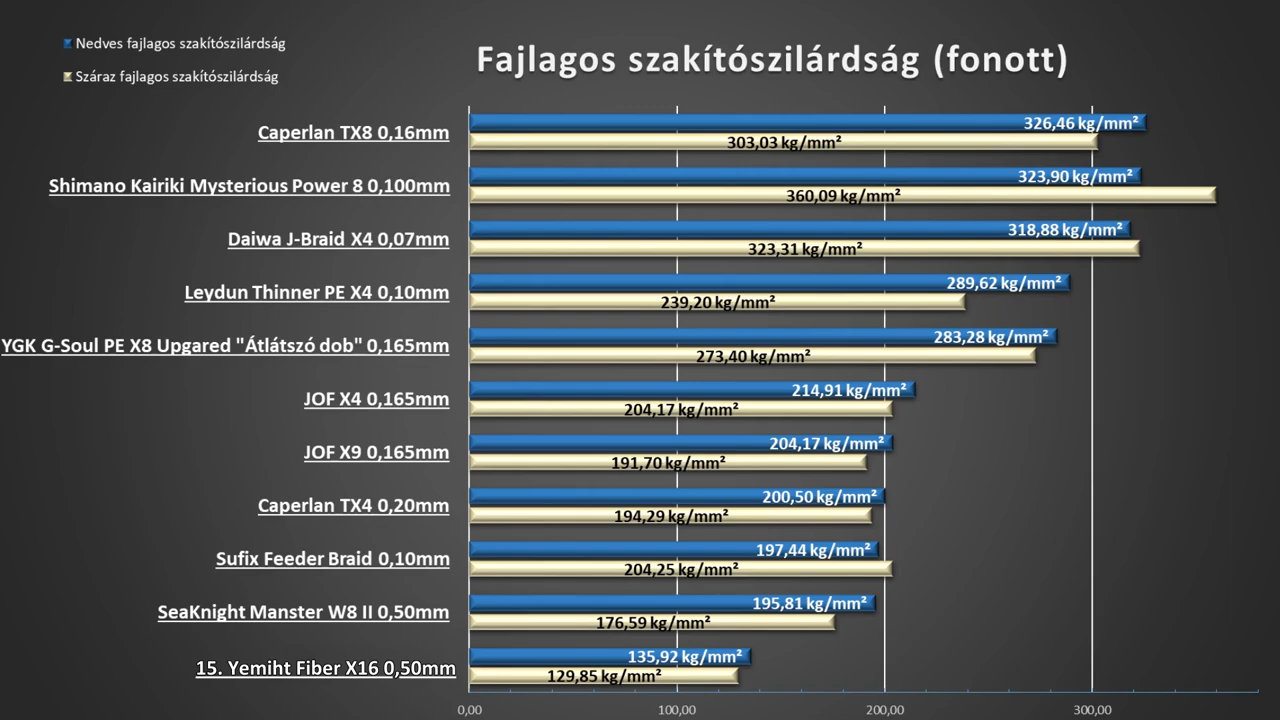 Nedves fajlagos szakítószilárdság
Száraz fajlagos szakítószilárdság
Fajlagos szakítószilárdság (fonott)
Caperlan TX8 0,16mm
326,46 kg/mm²
303,03 kg/mm²
Shimano Kairiki Mysterious Power 8 0,100mm
323,90 kg/mm²
360,09 kg/mm²
Daiwa J-Braid X4 0,07mm
318,88 kg/mm²
323,31 kg/mm²
Leydun Thinner PE X4 0,10mm
289,62 kg/mm²
239,20 kg/mm²
YGK G-Soul PE X8 Upgared "Átlátszó dob" 0,165mm
283,28 kg/mm²
273,40 kg/mm²
JOF X4 0,165mm
214,91 kg/mm²
204,17 kg/mm²
JOF X9 0,165mm
204,17 kg/mm²
191,70 kg/mm²
Caperlan TX4 0,20mm
200,50 kg/mm²
194,29 kg/mm²
Sufix Feeder Braid 0,10mm
197,44 kg/mm²
204,25 kg/mm²
SeaKnight Manster W8 II 0,50mm
195,81 kg/mm²
176,59 kg/mm²
15. Yemiht Fiber X16 0,50mm
135,92 kg/mm²
129,85 kg/mm²
0,00 100,00 200,00 300,00